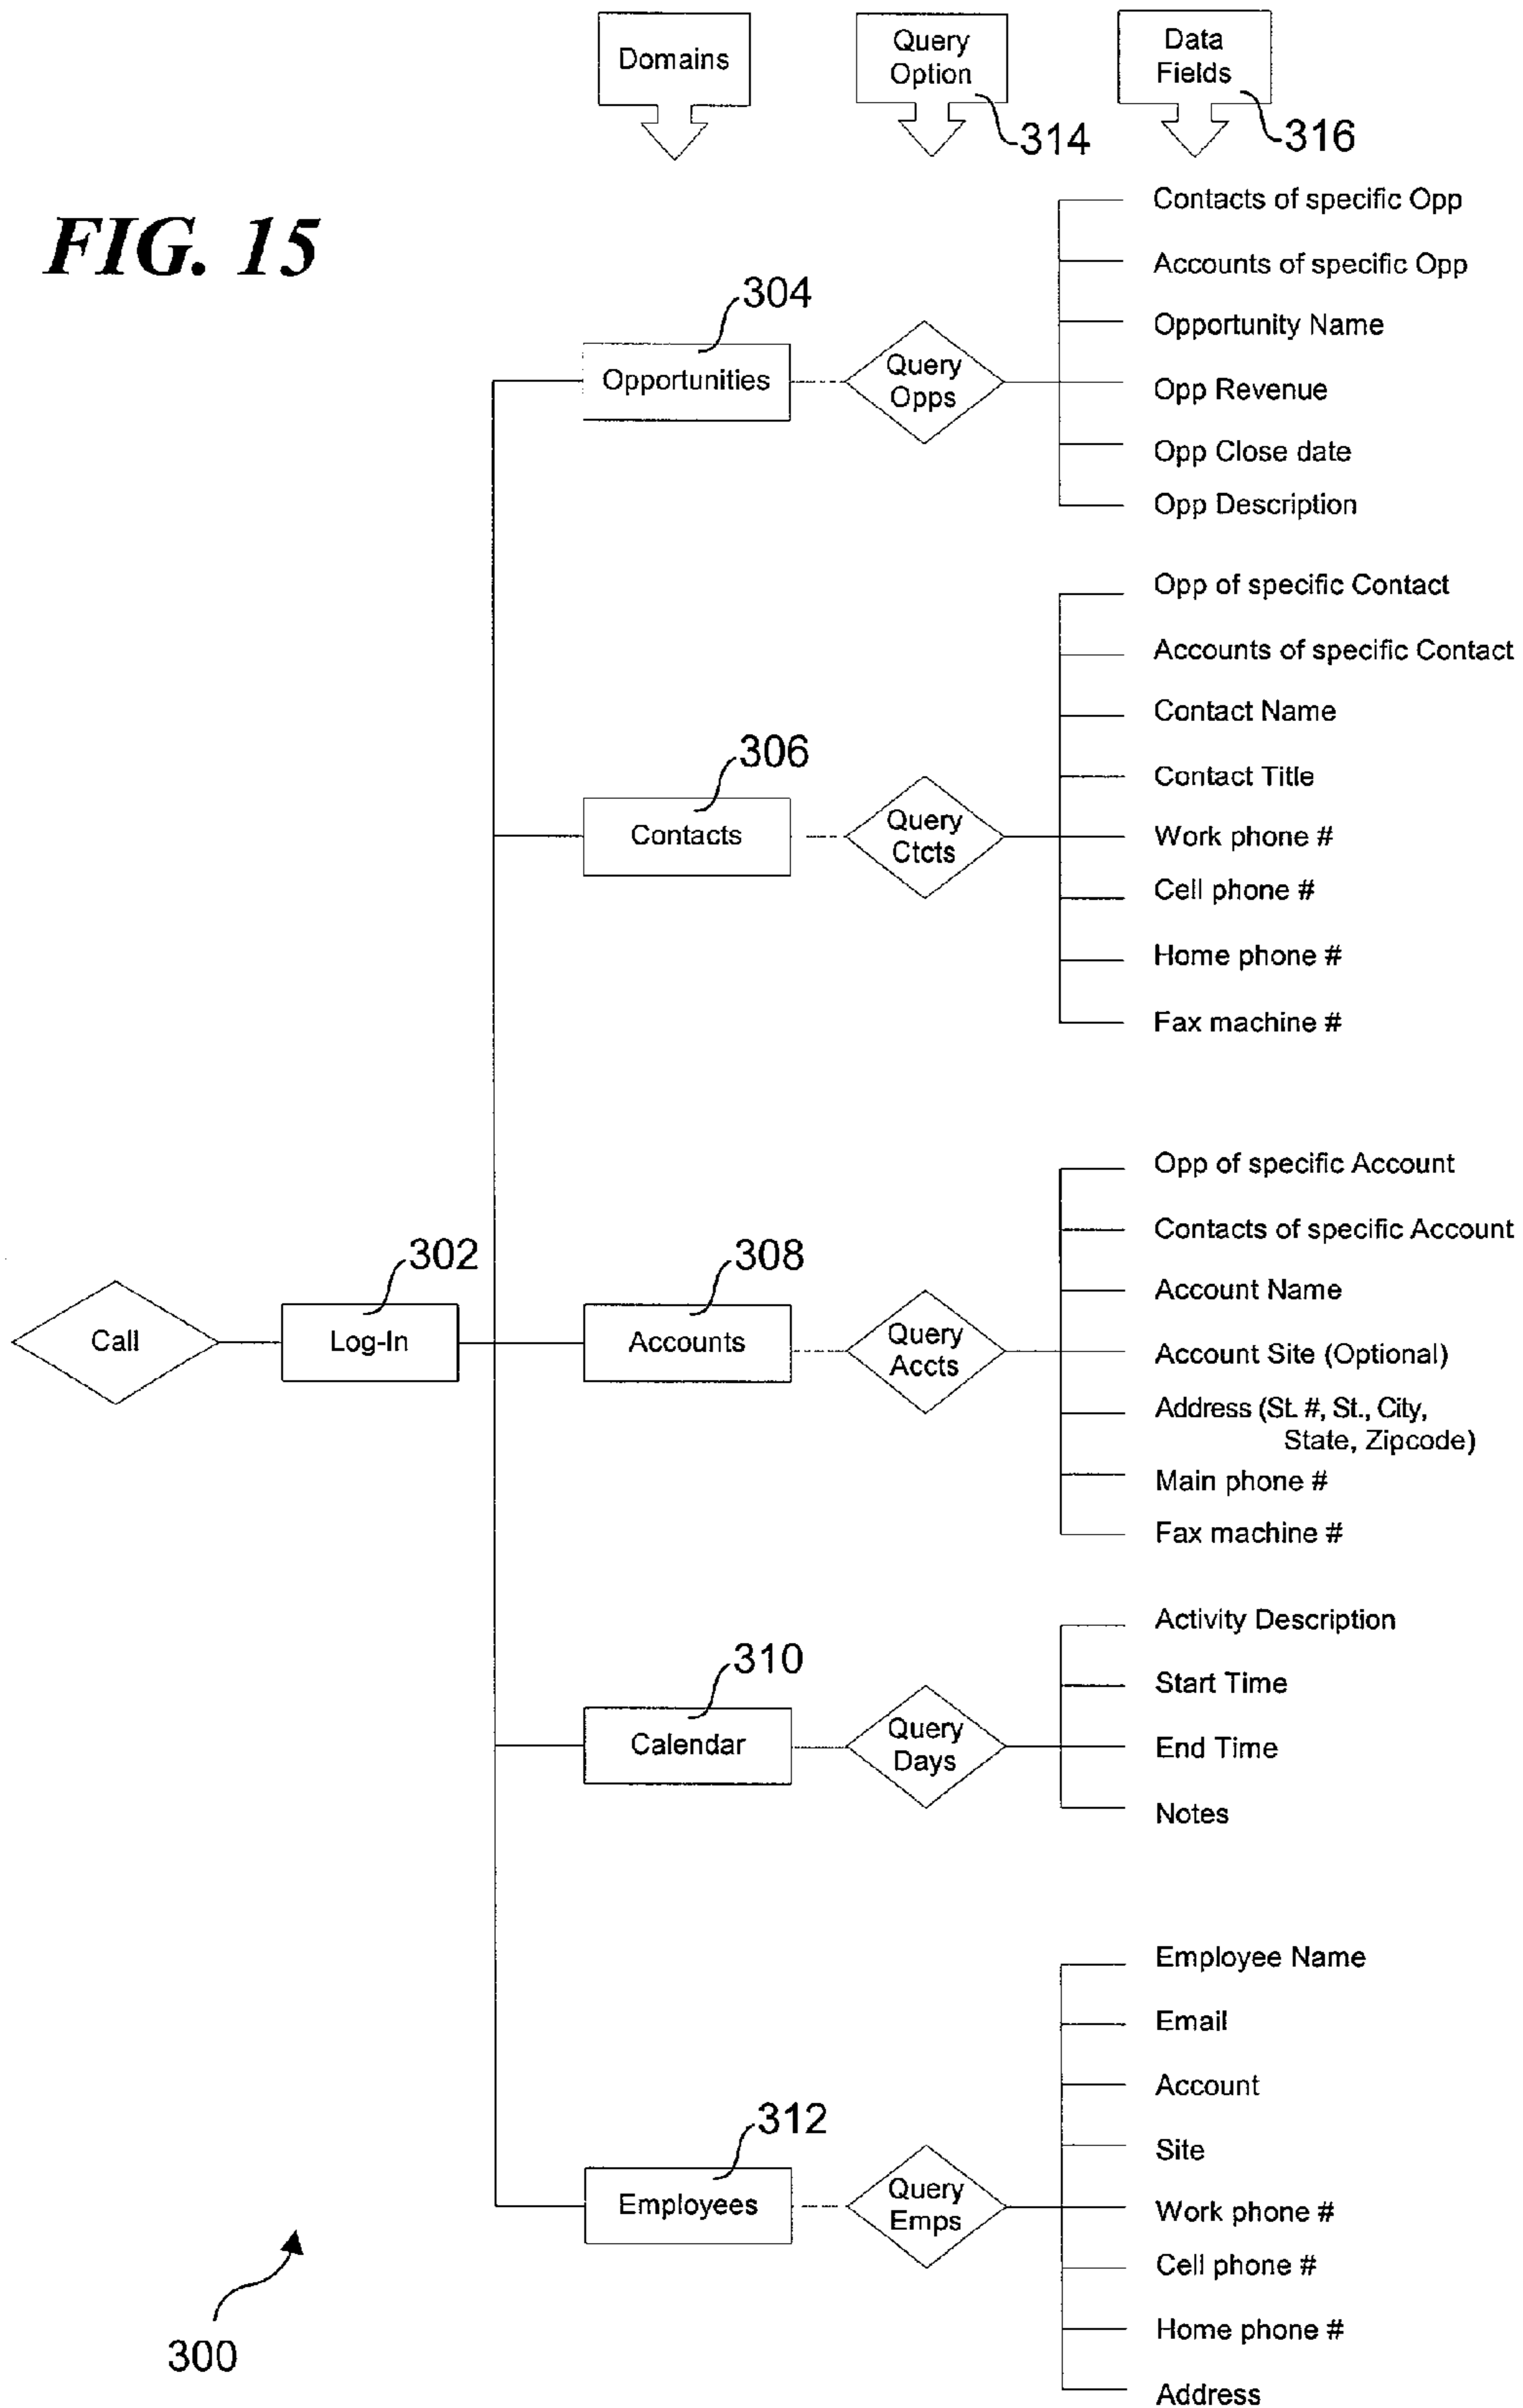 Domains
Query
Option
314
Data
Fields
316
FIG. 15
304
Opportunities
Query
Opps
Contacts of specific Opp
Accounts of specific Opp
Opportunity Name
Opp Revenue
Opp Close date
Opp Description
306
Contacts
Query
Ctcts
Opp of specific Contact
Accounts of specific Contact
Contact Name
Contact Title
Work phone #
Cell phone #
Home phone #
Fax machine #
Call
302
Log-In
308
Accounts
Query
Accts
Opp of specific Account
Contacts of specific Account
Account Name
Account Site (Optional)
Address (St. #, St., City,
State, Zipcode)
Main phone #
Fax machine #
310
Calendar
Query
Days
Activity Description
Start Time
End Time
Notes
312
Employees
Query
Emps
Employee Name
Email
Account
Site
Work phone #
Cell phone #
Home phone #
Address
300